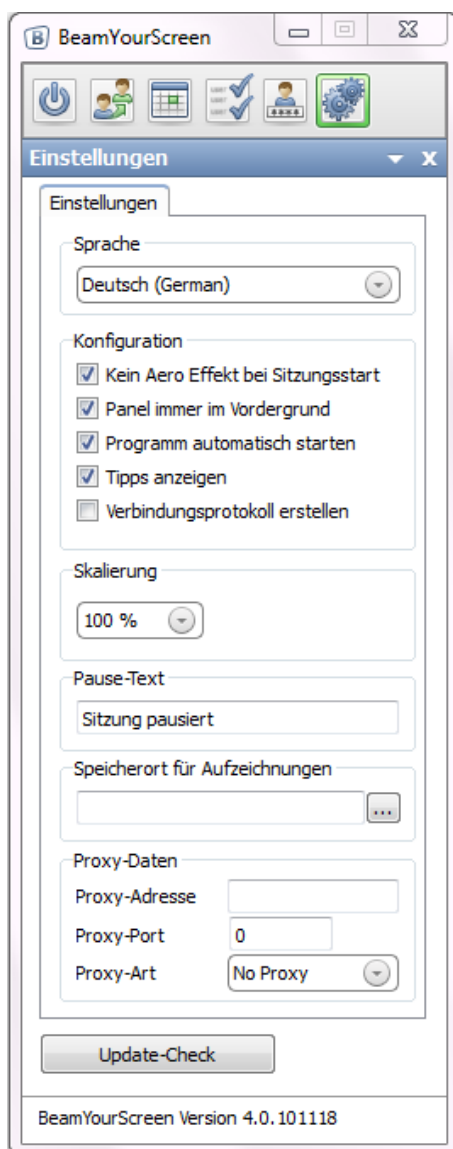 BeamYourScreen
Einstellungen
Einstellungen
Sprache
Deutsch (German)
Konfiguration
Kein Aero Effekt bei Sitzungsstart
Panel immer im Vordergrund
Programm automatisch starten
Tipps anzeigen
Verbindungsprotokoll erstellen
Skalierung
100 %
Pause-Text
Sitzung pausiert
Speicherort für Aufzeichnungen
...
Proxy-Daten
Proxy-Adresse
Proxy-Port 0
Proxy-Art No Proxy
Update-Check
BeamYourScreen Version 4.0.101118